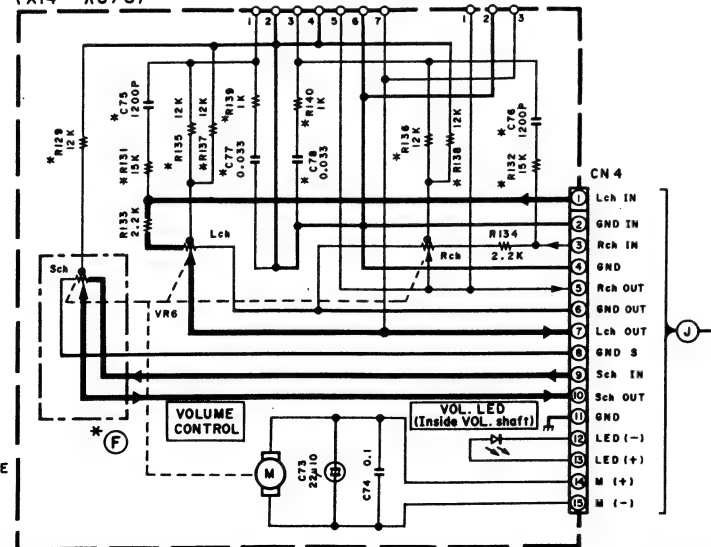 1 2 3 4 5 6 7
1 2 3
*R129
12K
*C75
1200P
*R131
15K
R133
2.2K
12K
*R135
12K
*R137
*R139
1K
*C77
0.033
*R140
1K
*C78
0.033
*R136
12K
12K
*R138
*C76
1200P
*R132
15K
CN4
1 Lch IN
2 GND IN
3 Rch IN
4 GND
5 Rch OUT
6 GND OUT
7 Lch OUT
8 GND S
9 Sch IN
10 Sch OUT
11 GND
12 LED(-)
13 LED(+)
14 M (+)
15 M (-)
J
Lch
Rch
R134
2.2K
Sch
VR6
* F
VOLUME
CONTROL
VOL. LED
(Inside VOL. shaft)
M
C73
22μ10
C74 0.1
E